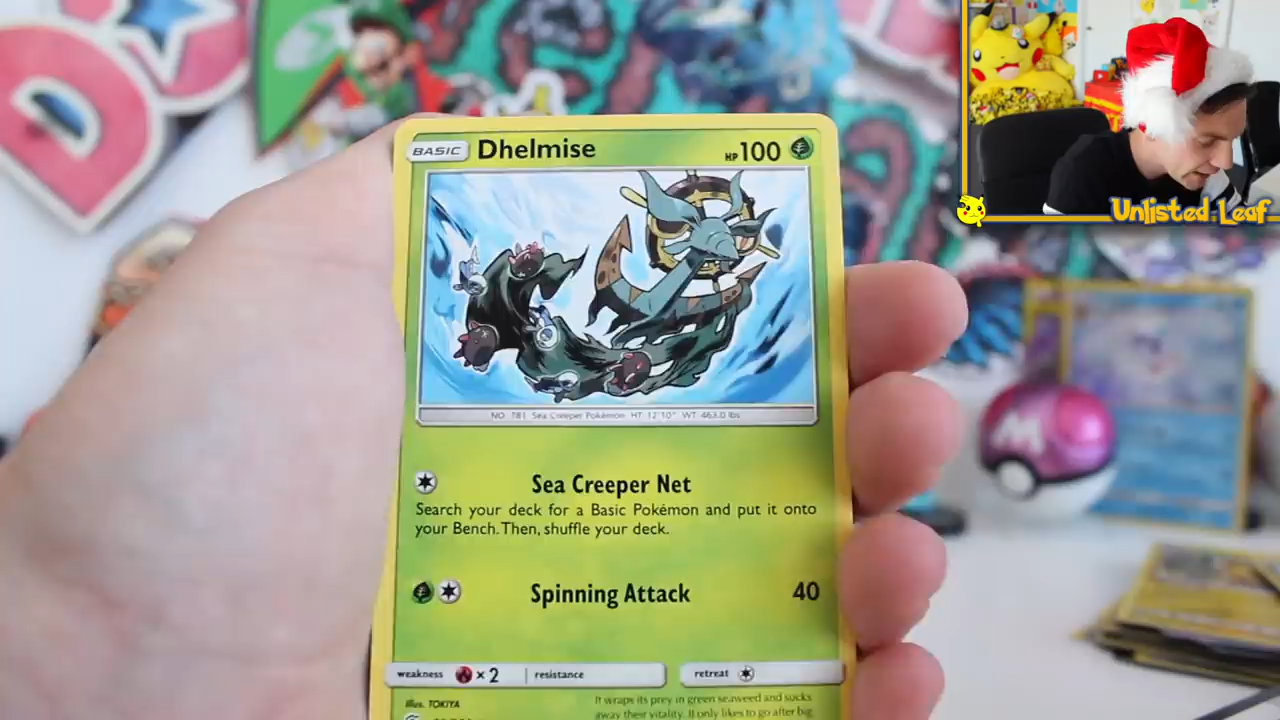 BASIC Dhelmise HP 100
Unlisted Leaf
NO. 781 Sea Creeper Pokémon HT: 12'10" WT: 463.0 lbs
Sea Creeper Net
Search your deck for a Basic Pokémon and put it onto
your Bench. Then, shuffle your deck.
Spinning Attack 40
weakness ×2 resistance retreat
Illus. TOKIYA
It wraps its prey in green seaweed and sucks
away their vitality. It only likes to go after big